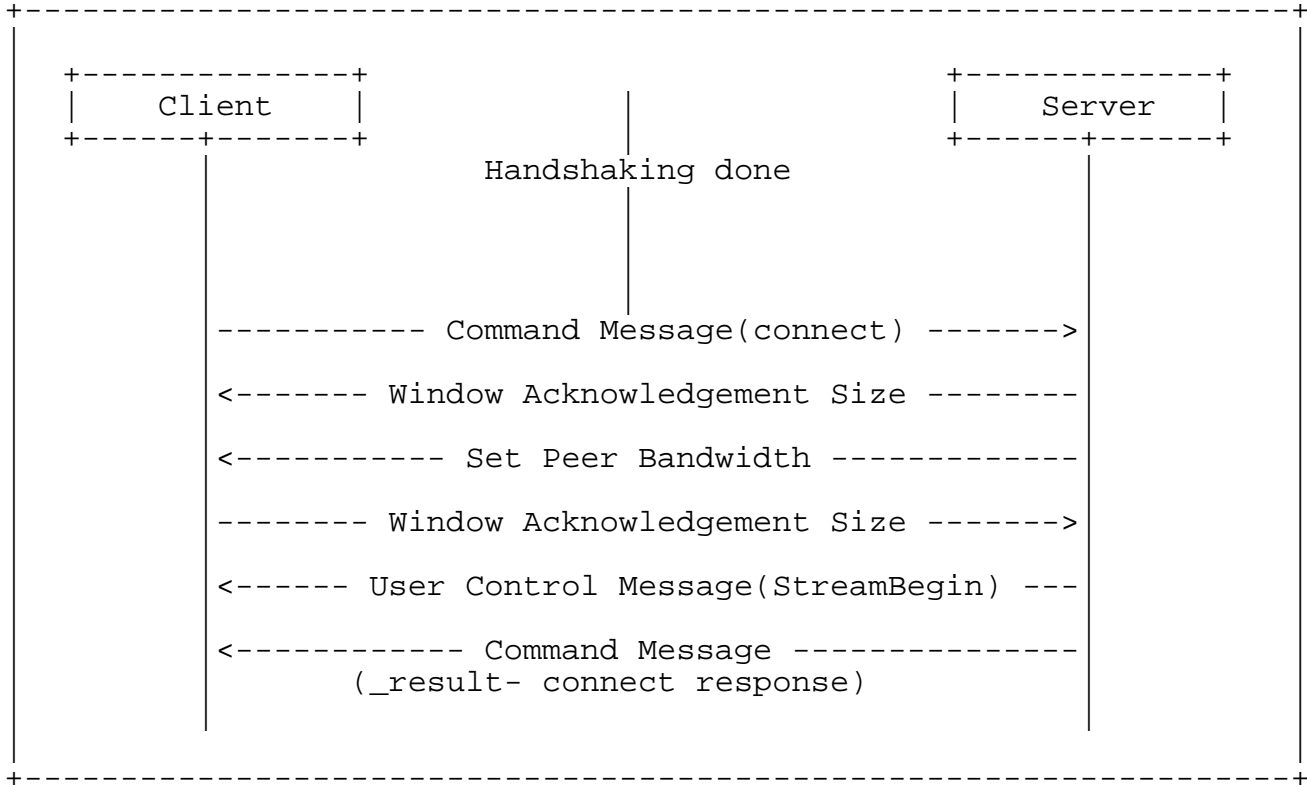 Client Server
Handshaking done
----------- Command Message(connect) ------->
<------- Window Acknowledgement Size --------
<----------- Set Peer Bandwidth -------------
-------- Window Acknowledgement Size ------->
<------ User Control Message(StreamBegin) ---
<------------ Command Message ---------------
(_result- connect response)